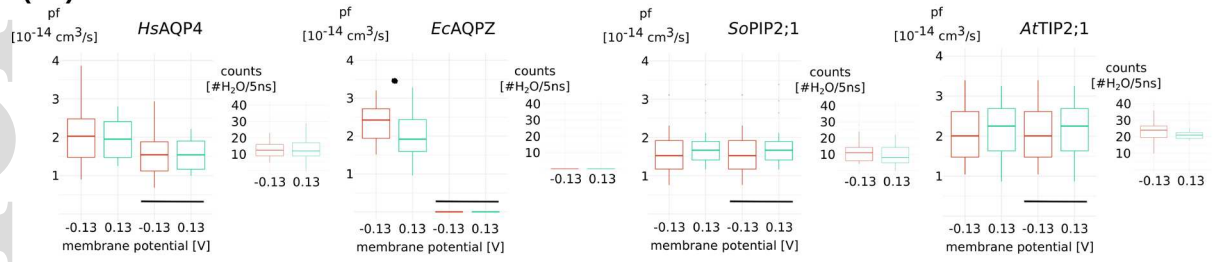 pf
[10⁻¹⁴ cm³/s]
HsAQP4
4
3
2
1
-0.13 0.13 -0.13 0.13
membrane potential [V]
counts
[#H₂O/5ns]
40
30
20
10
-0.13 0.13
pf
[10⁻¹⁴ cm³/s]
EcAQPZ
4
3
2
1
-0.13 0.13 -0.13 0.13
membrane potential [V]
counts
[#H₂O/5ns]
40
30
20
10
-0.13 0.13
pf
[10⁻¹⁴ cm³/s]
SoPIP2;1
4
3
2
1
-0.13 0.13 -0.13 0.13
membrane potential [V]
counts
[#H₂O/5ns]
40
30
20
10
-0.13 0.13
pf
[10⁻¹⁴ cm³/s]
AtTIP2;1
4
3
2
1
-0.13 0.13 -0.13 0.13
membrane potential [V]
counts
[#H₂O/5ns]
40
30
20
10
-0.13 0.13